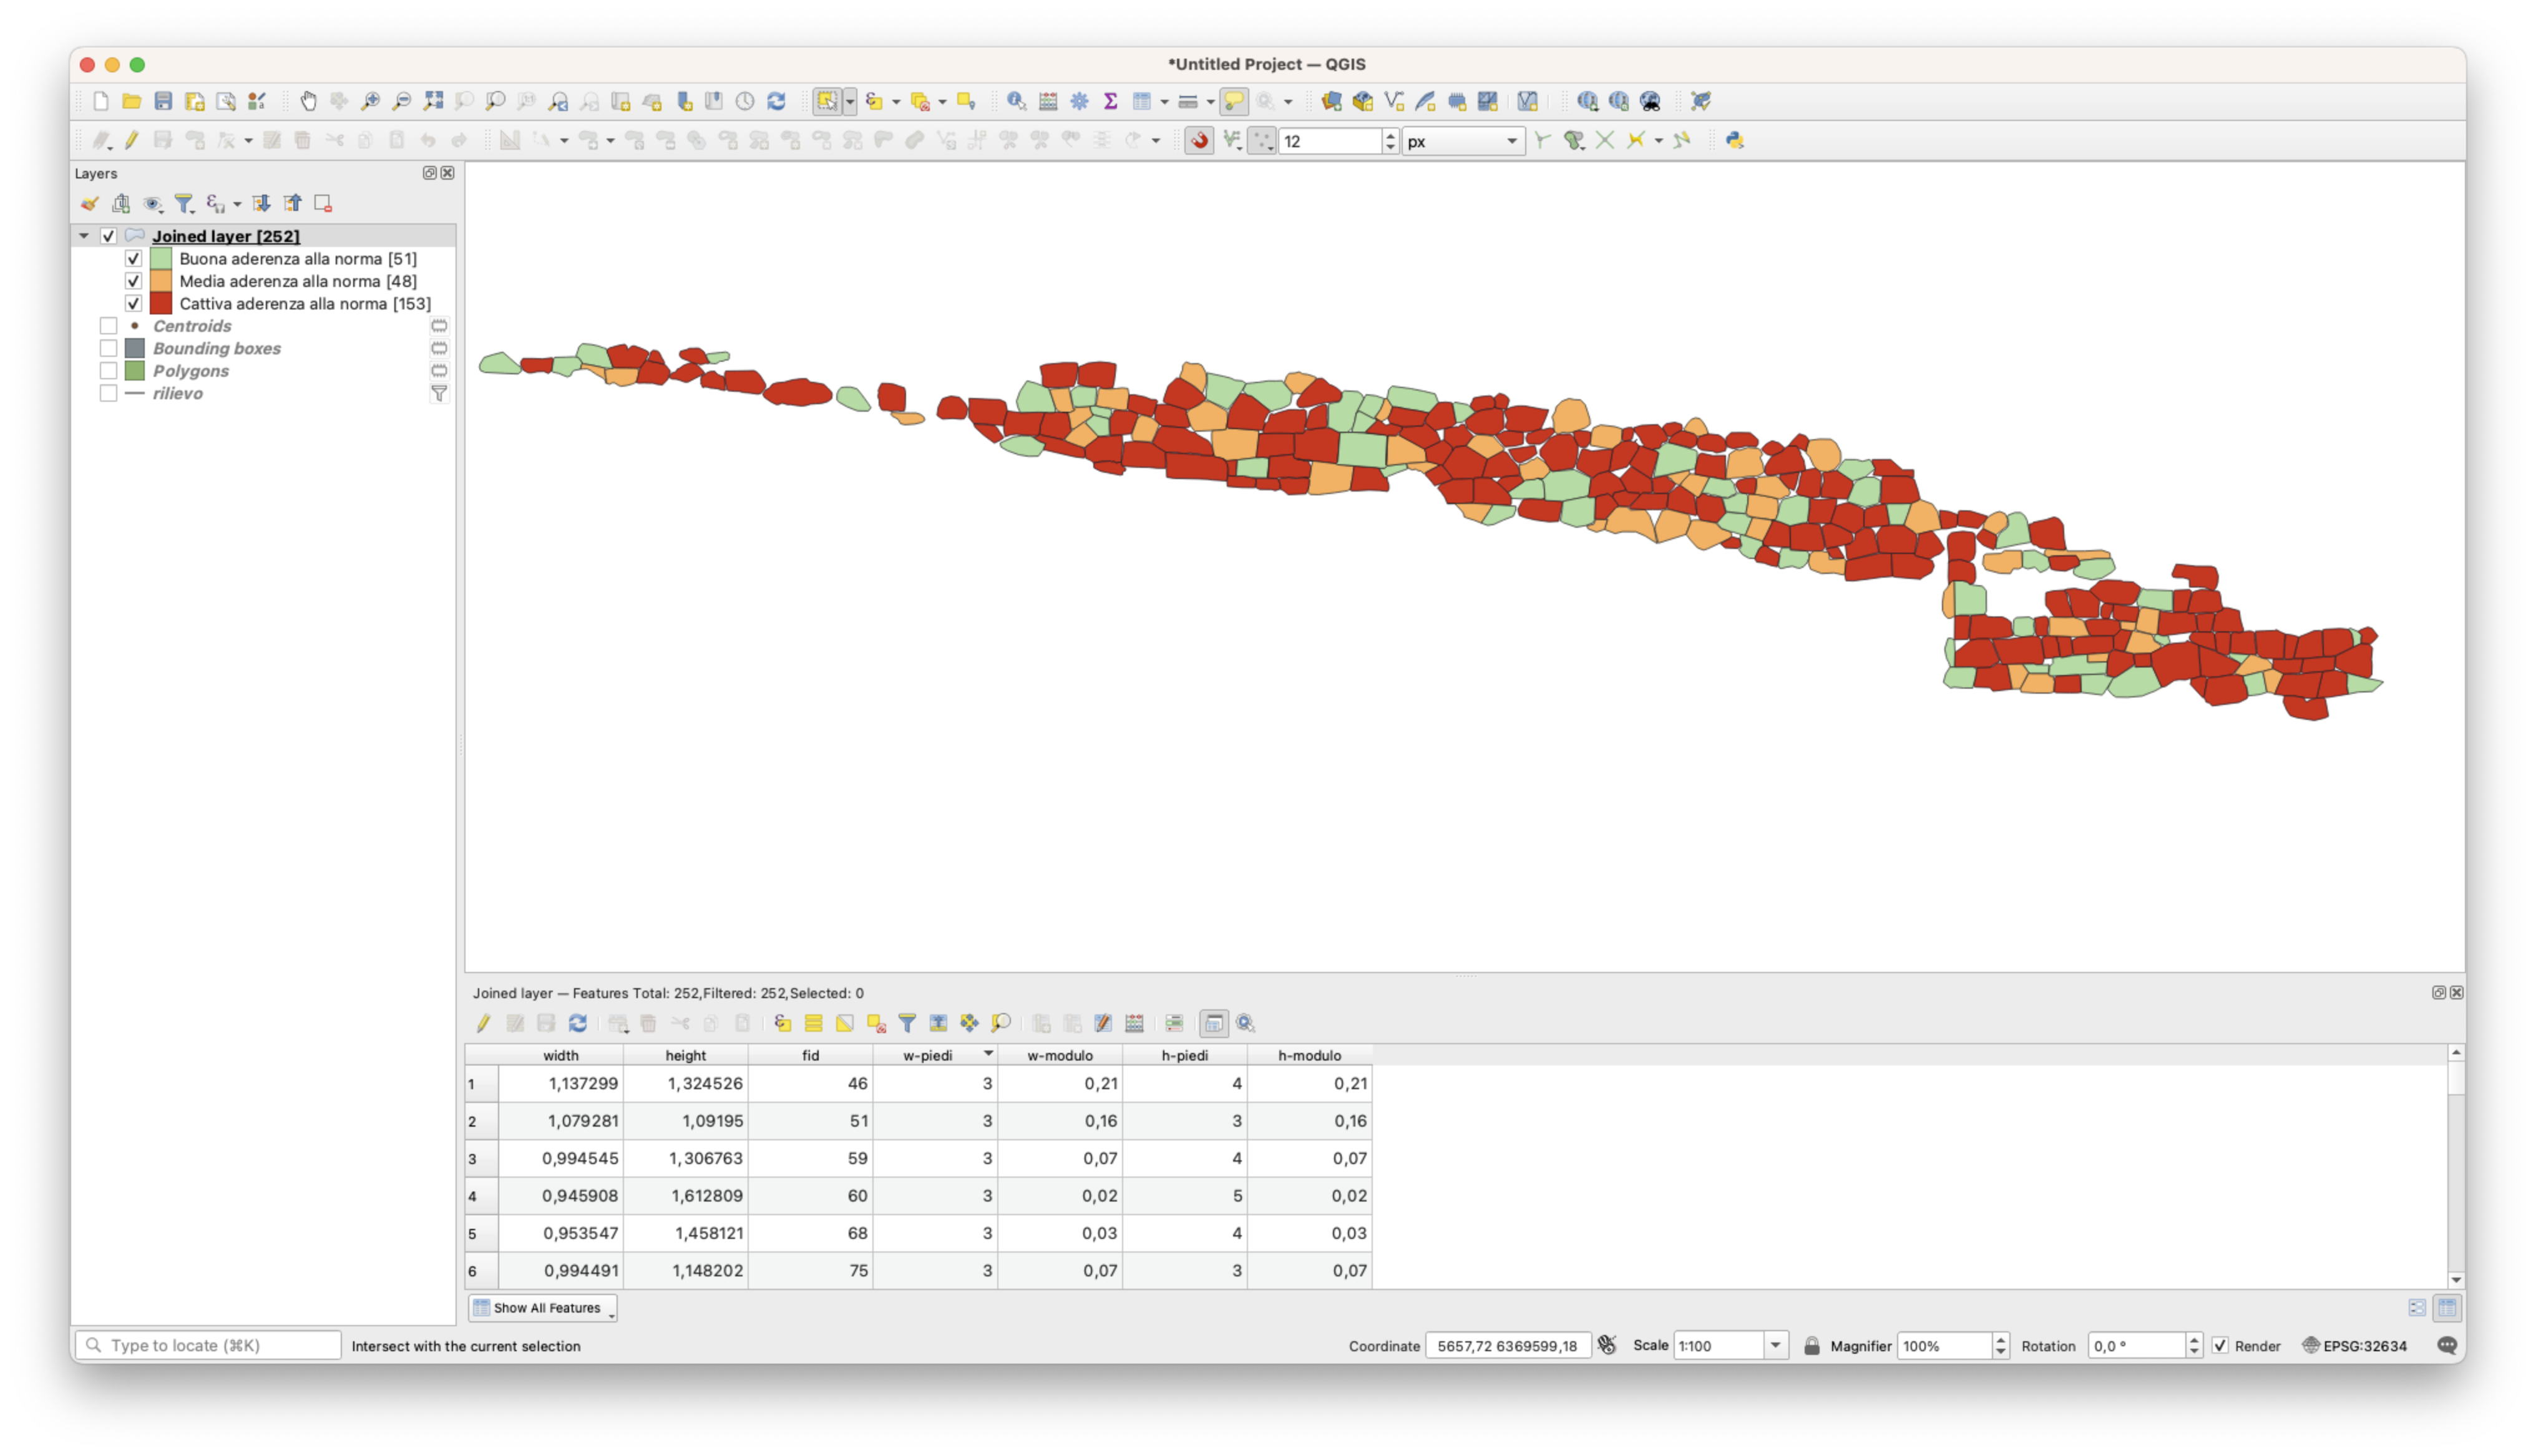 *Untitled Project — QGIS
12
px
Layers
Joined layer [252]
Buona aderenza alla norma [51]
Media aderenza alla norma [48]
Cattiva aderenza alla norma [153]
Centroids
Bounding boxes
Polygons
rilievo
Joined layer — Features Total: 252,Filtered: 252,Selected: 0
width height fid w-piedi w-modulo h-piedi h-modulo
1 1,137299 1,324526 46 3 0,21 4 0,21
2 1,079281 1,09195 51 3 0,16 3 0,16
3 0,994545 1,306763 59 3 0,07 4 0,07
4 0,945908 1,612809 60 3 0,02 5 0,02
5 0,953547 1,458121 68 3 0,03 4 0,03
6 0,994491 1,148202 75 3 0,07 3 0,07
Show All Features
Type to locate (⌘K) Intersect with the current selection Coordinate 5657,72 6369599,18 Scale 1:100 Magnifier 100% Rotation 0,0 ° Render EPSG:32634